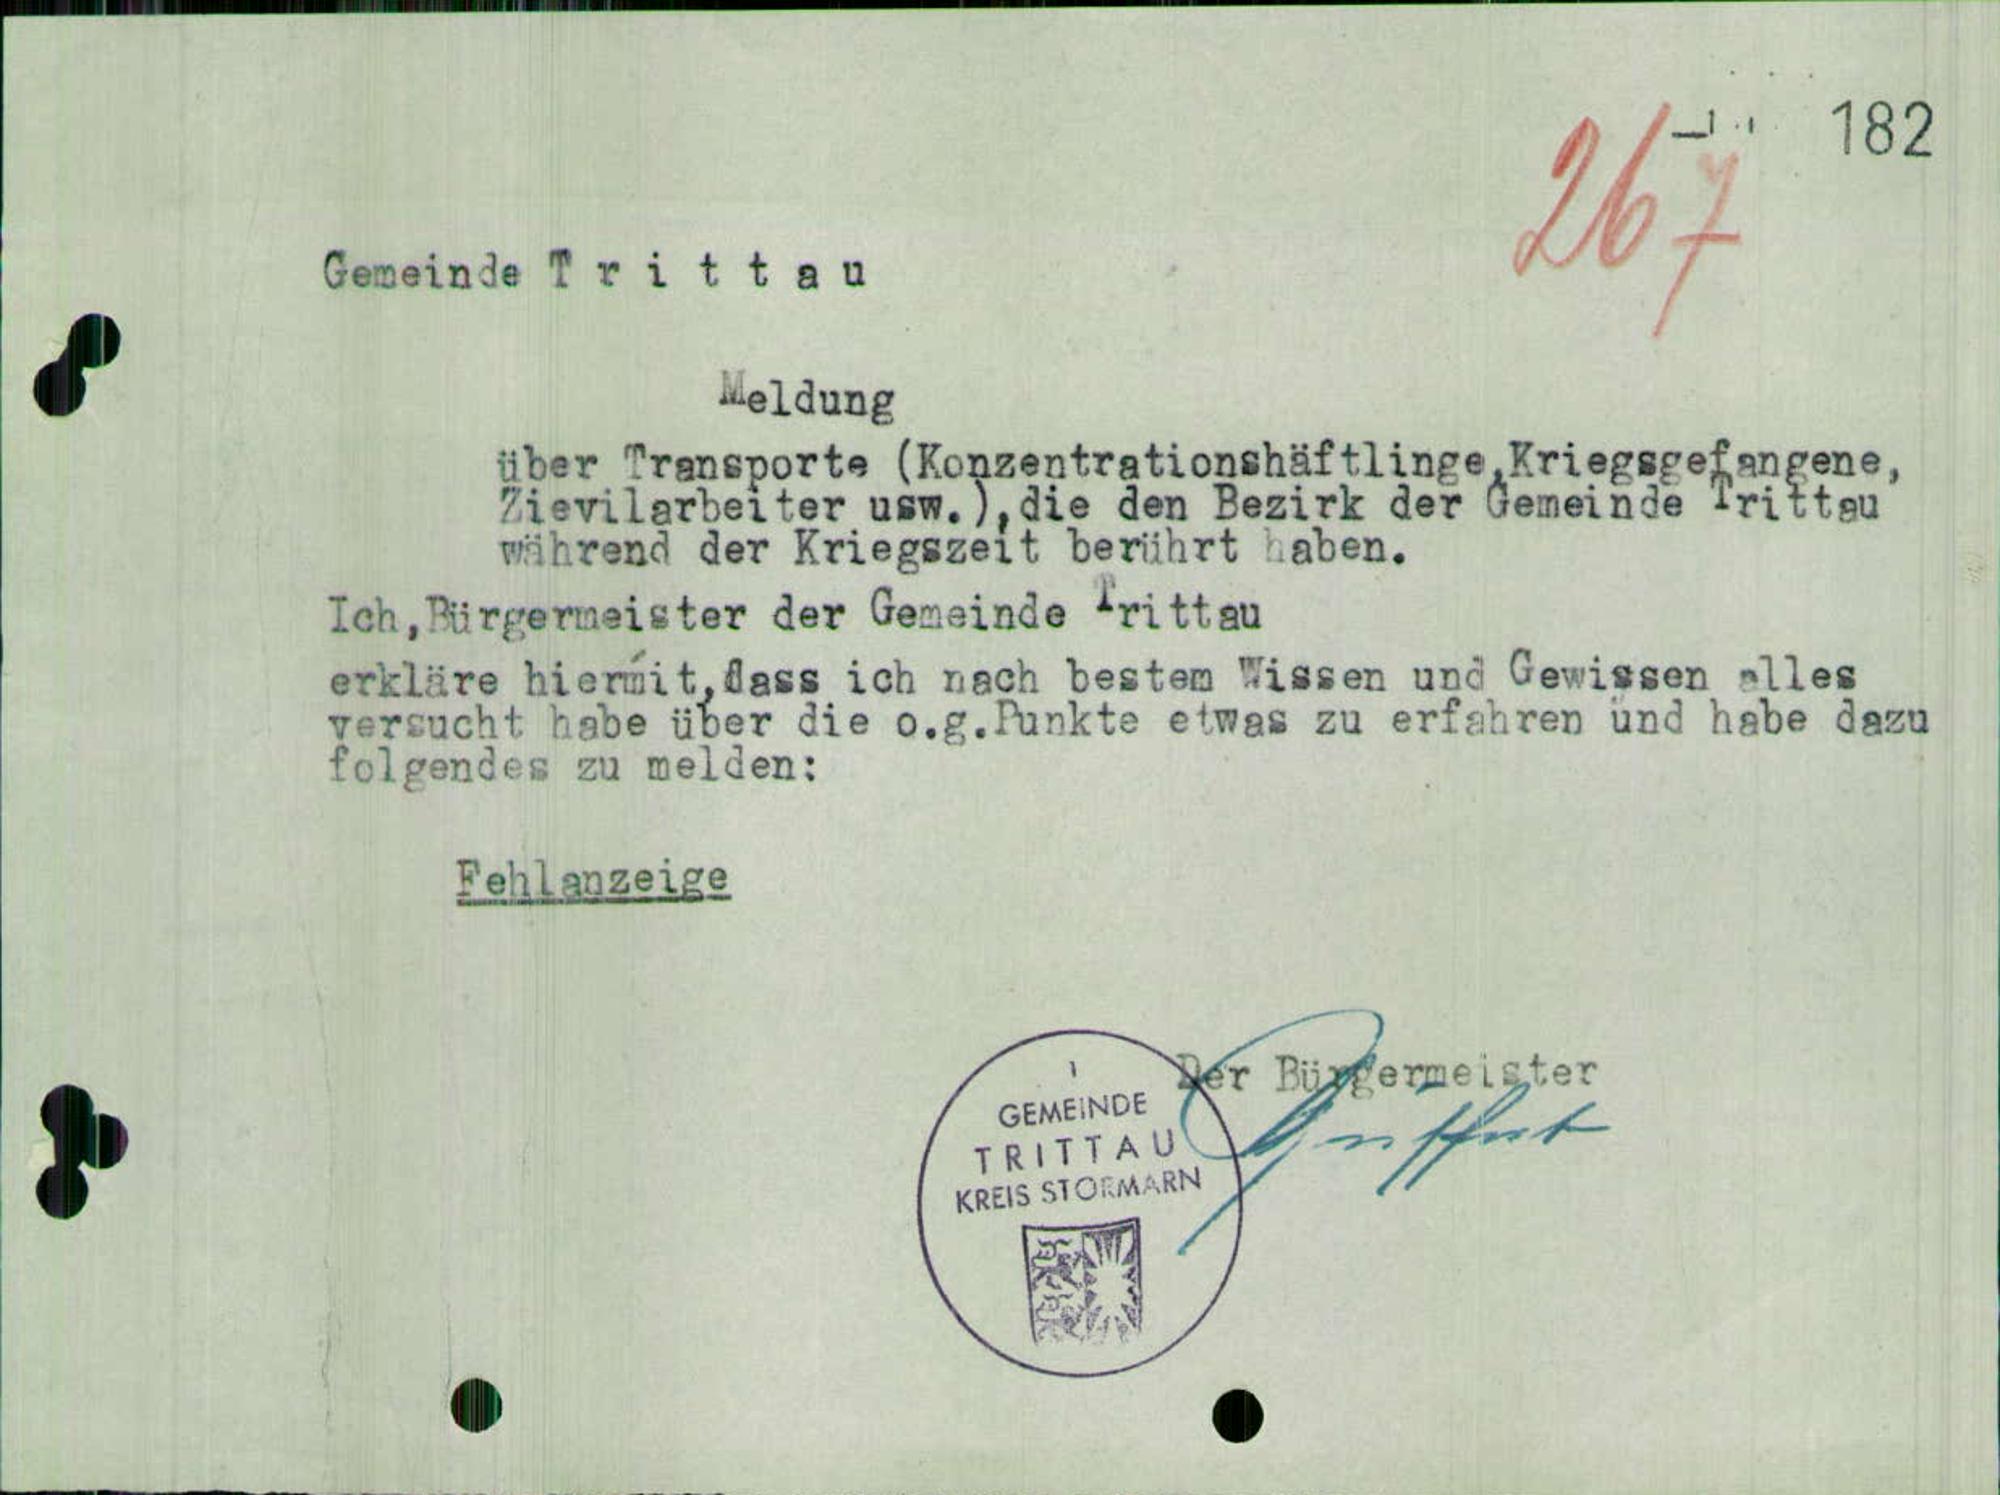 182
267
Gemeinde T r i t t a u
Meldung
über Transporte (Konzentrationshäftlinge,Kriegsgefangene,
Zievilarbeiter usw.),die den Bezirk der Gemeinde Trittau
während der Kriegszeit berührt haben.
Ich,Bürgermeister der Gemeinde Trittau
erkläre hiermit,dass ich nach bestem Wissen und Gewissen alles
versucht habe über die o.g.Punkte etwas zu erfahren und habe dazu
folgendes zu melden:
Fehlanzeige
Der Bürgermeister
1
GEMEINDE
TRITTAU
KREIS STORMARN